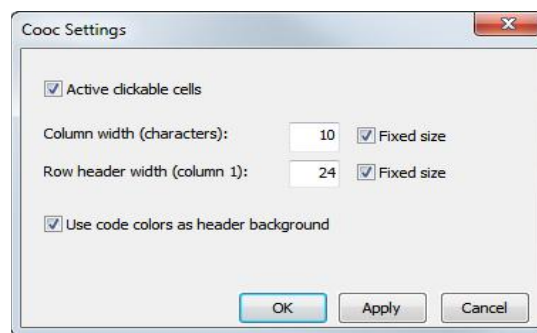 Cooc Settings
Active clickable cells
Column width (characters): 10 Fixed size
Row header width (column 1): 24 Fixed size
Use code colors as header background
OK Apply Cancel